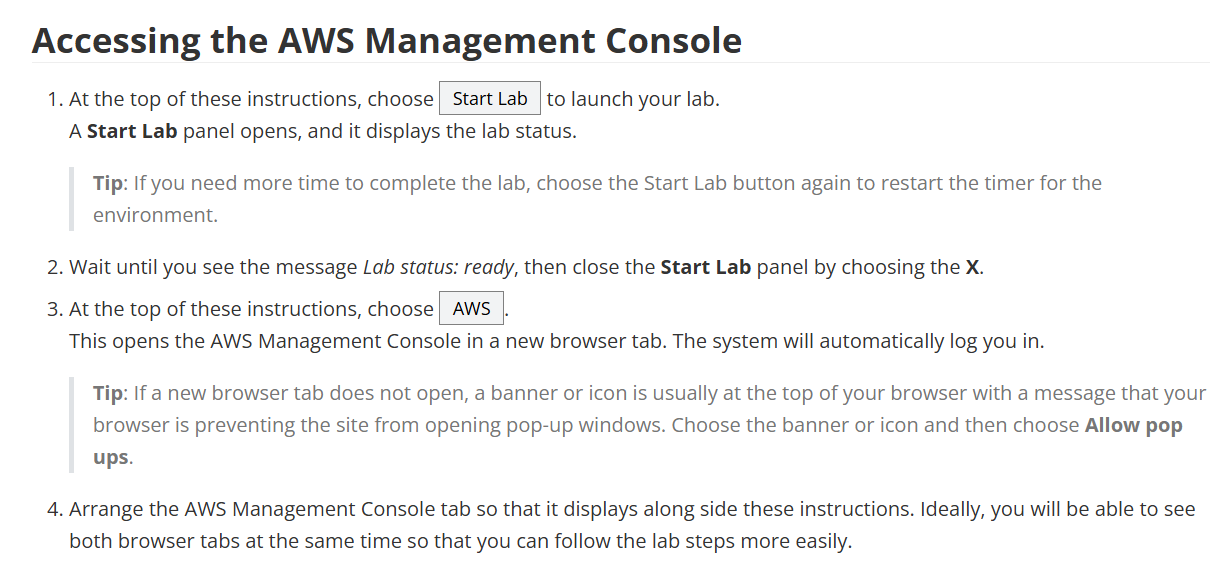 Accessing the AWS Management Console
1. At the top of these instructions, choose Start Lab to launch your lab.
A Start Lab panel opens, and it displays the lab status.
Tip: If you need more time to complete the lab, choose the Start Lab button again to restart the timer for the
environment.
2. Wait until you see the message Lab status: ready, then close the Start Lab panel by choosing the X.
3. At the top of these instructions, choose AWS.
This opens the AWS Management Console in a new browser tab. The system will automatically log you in.
Tip: If a new browser tab does not open, a banner or icon is usually at the top of your browser with a message that your
browser is preventing the site from opening pop-up windows. Choose the banner or icon and then choose Allow pop
ups.
4. Arrange the AWS Management Console tab so that it displays along side these instructions. Ideally, you will be able to see
both browser tabs at the same time so that you can follow the lab steps more easily.